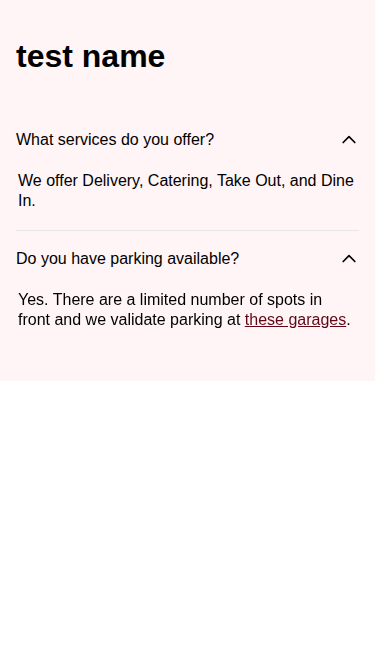 test name
What services do you offer?
We offer Delivery, Catering, Take Out, and Dine
In.
Do you have parking available?
Yes. There are a limited number of spots in
front and we validate parking at these garages.